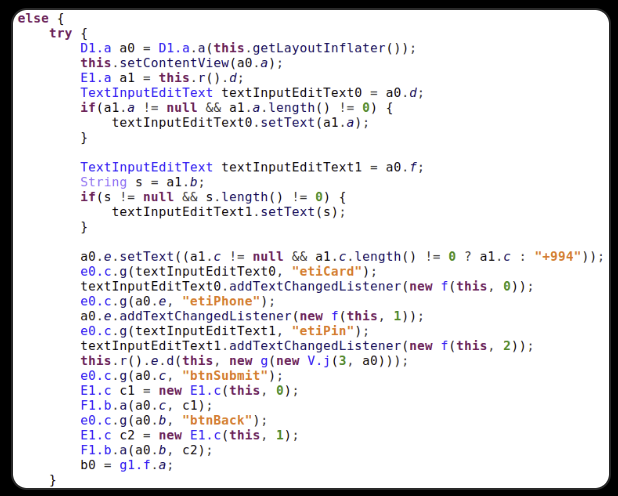 else {
    try {
        D1.a a0 = D1.a.a(this.getLayoutInflater());
        this.setContentView(a0.a);
        E1.a a1 = this.r().d;
        TextInputEditText textInputEditText0 = a0.d;
        if(a1.a != null && a1.a.length() != 0) {
            textInputEditText0.setText(a1.a);
        }

        TextInputEditText textInputEditText1 = a0.f;
        String s = a1.b;
        if(s != null && s.length() != 0) {
            textInputEditText1.setText(s);
        }

        a0.e.setText((a1.c != null && a1.c.length() != 0 ? a1.c : "+994"));
        e0.c.g(textInputEditText0, "etiCard");
        textInputEditText0.addTextChangedListener(new f(this, 0));
        e0.c.g(a0.e, "etiPhone");
        a0.e.addTextChangedListener(new f(this, 1));
        e0.c.g(textInputEditText1, "etiPin");
        textInputEditText1.addTextChangedListener(new f(this, 2));
        this.r().e.d(this, new g(new V.j(3, a0)));
        e0.c.g(a0.c, "btnSubmit");
        E1.c c1 = new E1.c(this, 0);
        F1.b.a(a0.c, c1);
        e0.c.g(a0.b, "btnBack");
        E1.c c2 = new E1.c(this, 1);
        F1.b.a(a0.b, c2);
        b0 = g1.f.a;
    }